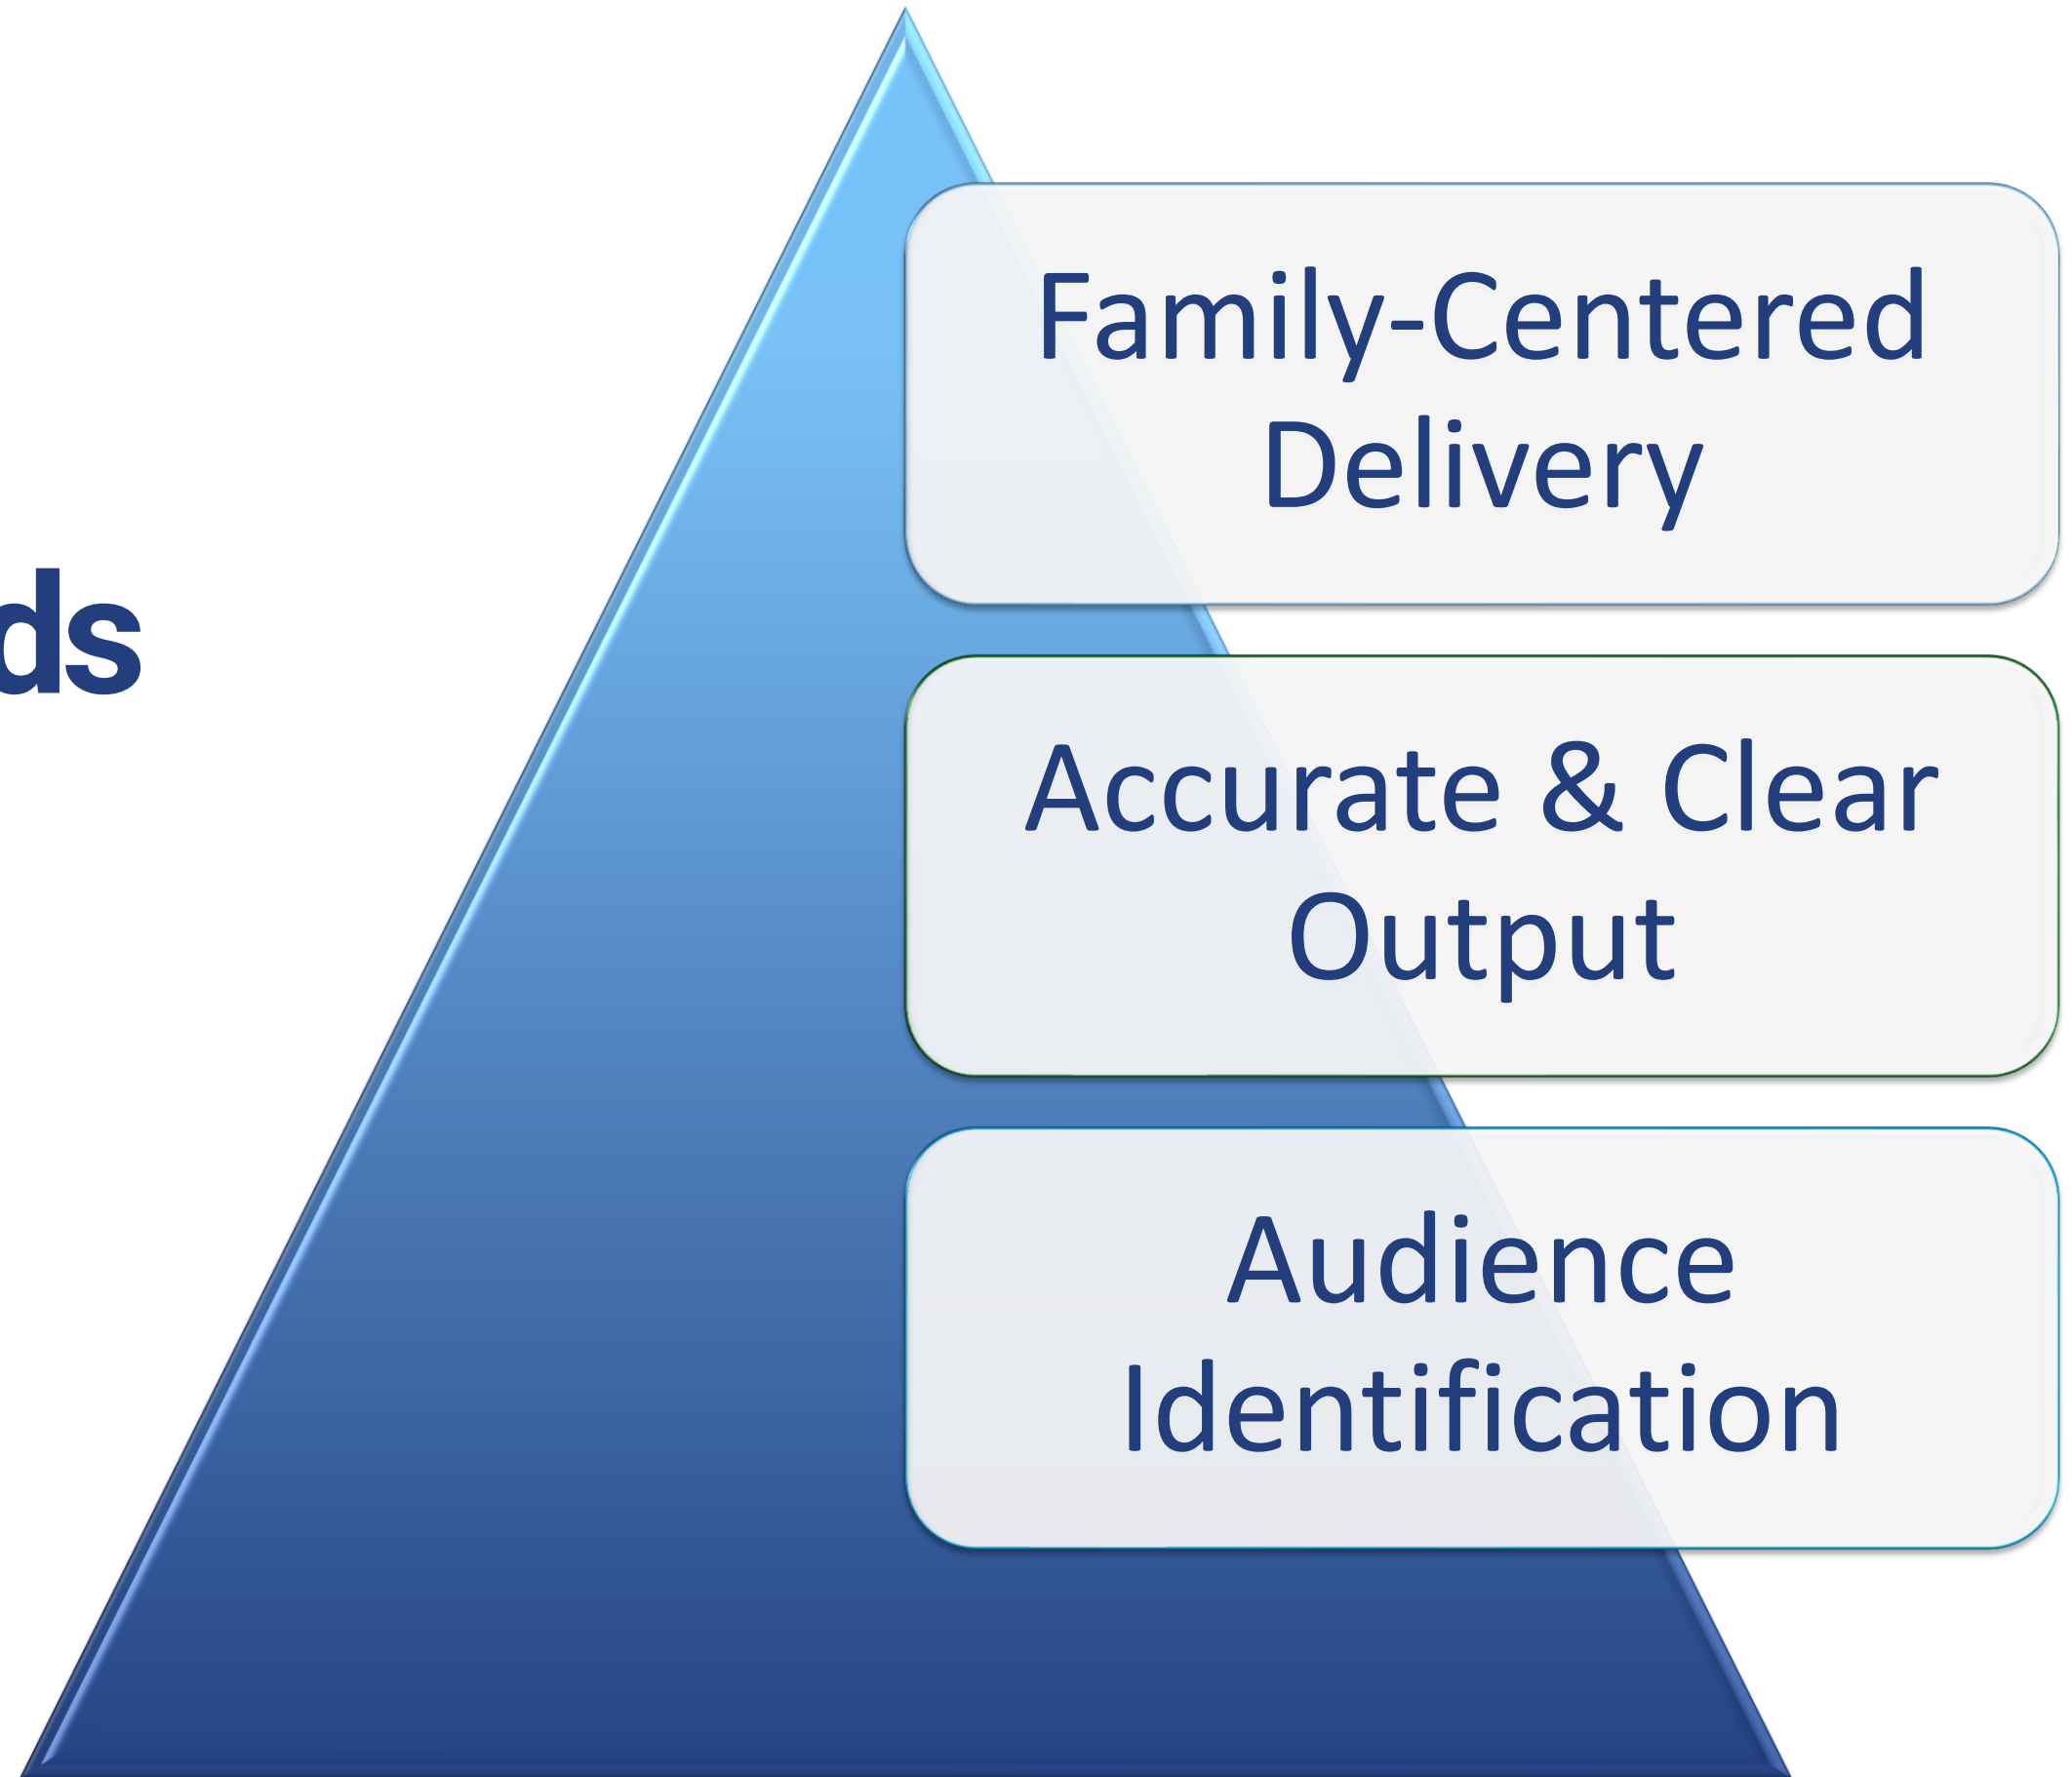 Family-Centered
Delivery
ds
Accurate & Clear
Output
Audience
Identification